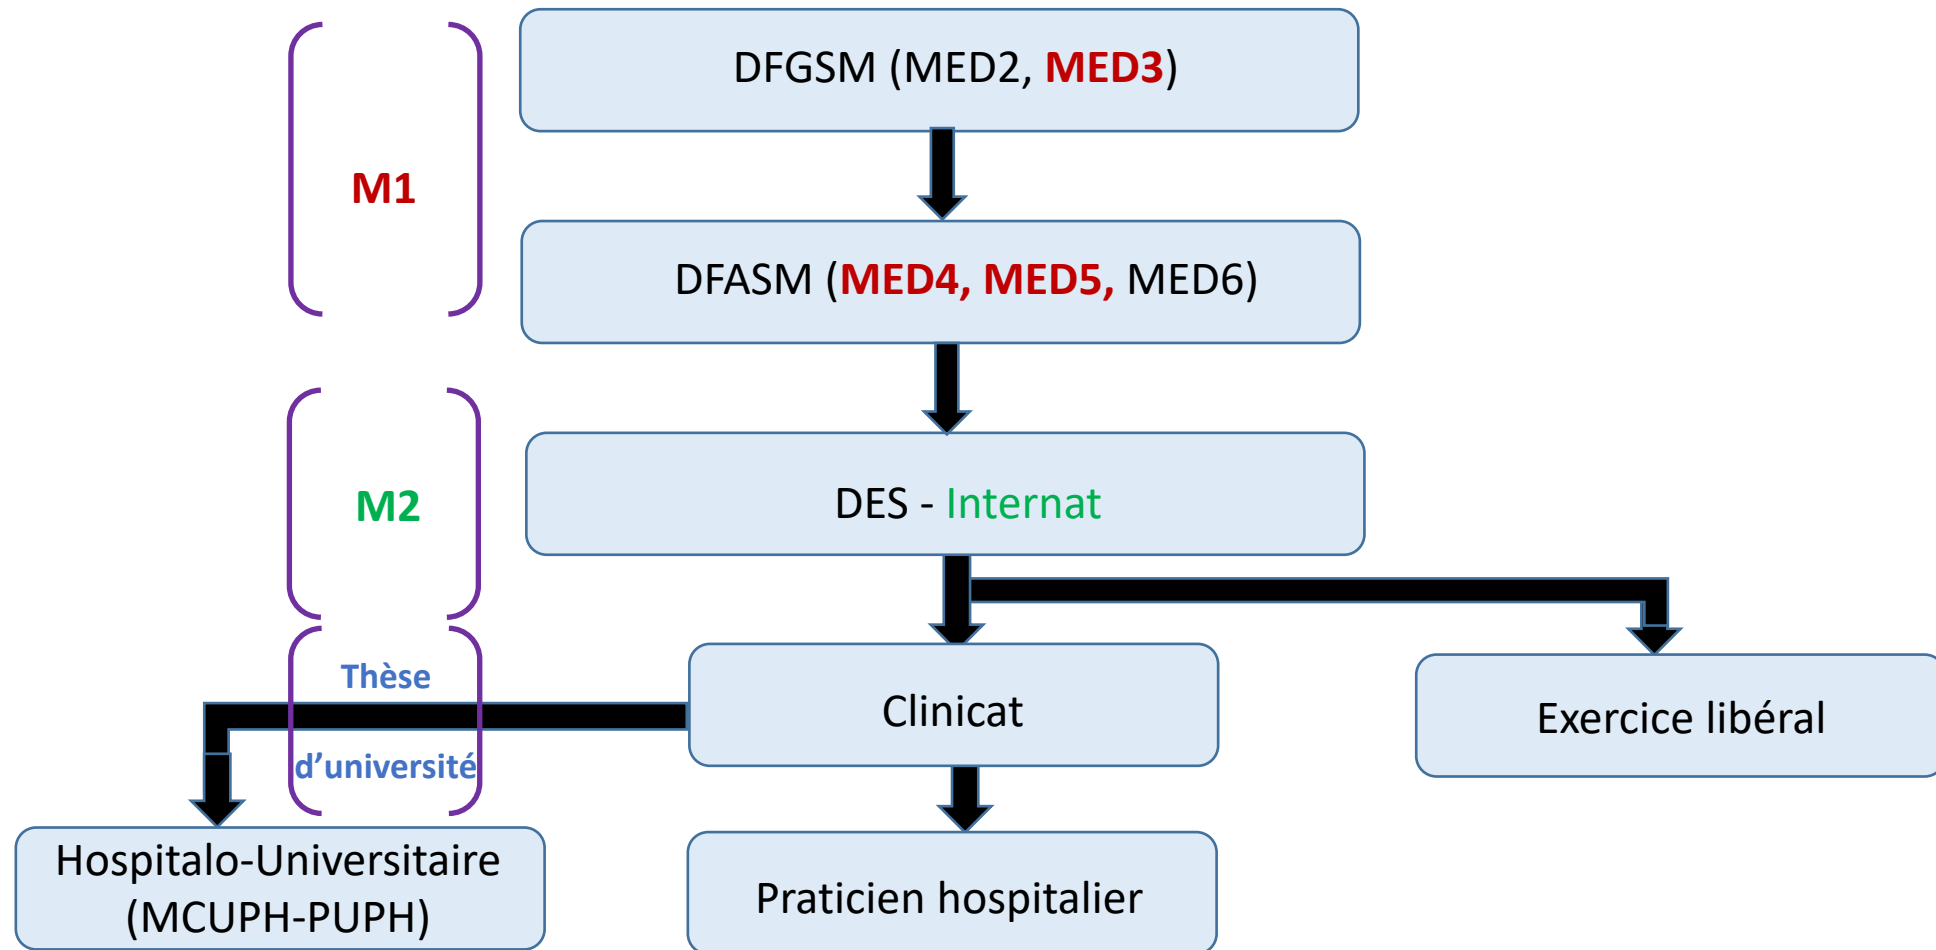 DFGSM (MED2, MED3)
M1
DFASM (MED4, MED5, MED6)
M2
DES - Internat
Thèse
d'université
Clinicat
Exercice libéral
Hospitalo-Universitaire
(MCUPH-PUPH)
Praticien hospitalier